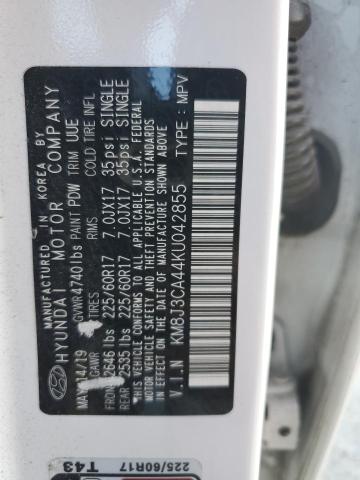 MANUFACTURED IN KOREA BY
HYUNDAI MOTOR COMPANY
MAY/14/19 GVWR 4740lbs PAINT PDW TRIM UUE
GAWR TIRES RIMS COLD TIRE INFL
FRONT 2646 lbs 225/60R17 7.0JX17 35psi SINGLE
REAR 2535 lbs 225/60R17 7.0JX17 35psi SINGLE
THIS VEHICLE CONFORMS TO ALL APPLICABLE U.S.A. FEDERAL
MOTOR VEHICLE SAFETY AND THEFT PREVENTION STANDARDS
IN EFFECT ON THE DATE OF MANUFACTURE SHOWN ABOVE
V.I.N KM8J3CA44KU042855 TYPE : MPV
225/60R17
T43